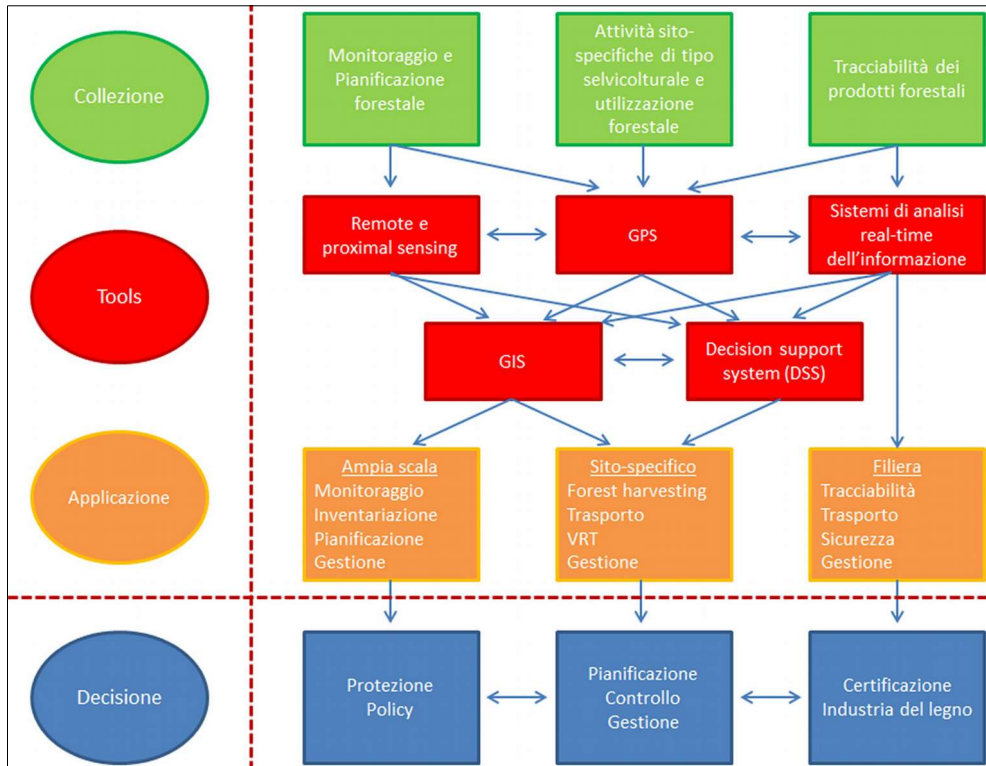 Collezione
Monitoraggio e
Pianificazione
forestale
Attività sito-
specifiche di tipo
selvicolturale e
utilizzazione
forestale
Tracciabilità dei
prodotti forestali
Tools
Remote e
proximal sensing
GPS
Sistemi di analisi
real-time
dell'informazione
GIS
Decision support
system (DSS)
Applicazione
Ampia scala
Monitoraggio
Inventariazione
Pianificazione
Gestione
Sito-specifico
Forest harvesting
Trasporto
VRT
Gestione
Filiera
Tracciabilità
Trasporto
Sicurezza
Gestione
Decisione
Protezione
Policy
Pianificazione
Controllo
Gestione
Certificazione
Industria del legno